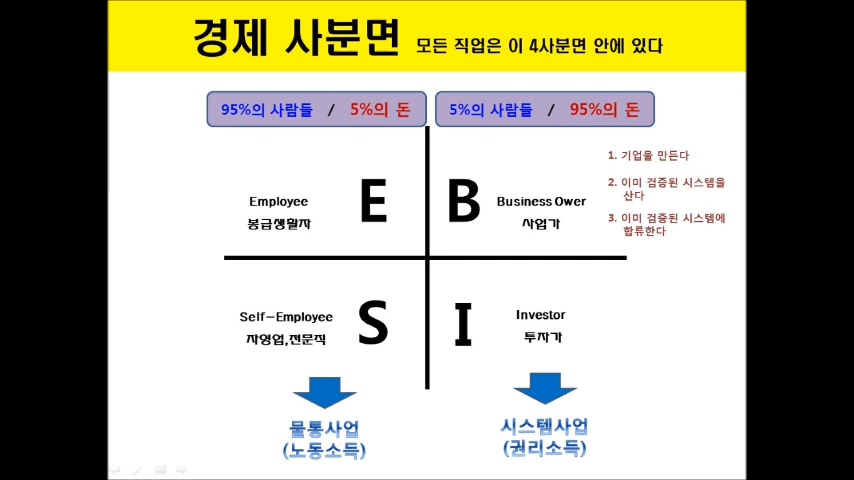 경제 사분면 모든 직업은 이 4사분면 안에 있다
95%의 사람들 / 5%의 돈
5%의 사람들 / 95%의 돈
Employee
봉급생활자
E
B
Business Ower
사업가
1. 기업을 만든다
2. 이미 검증된 시스템을
산다
3. 이미 검증된 시스템에
합류한다
Self-Employee
자영업,전문직
S
I
Investor
투자가
물통사업
(노동소득)
시스템사업
(권리소득)